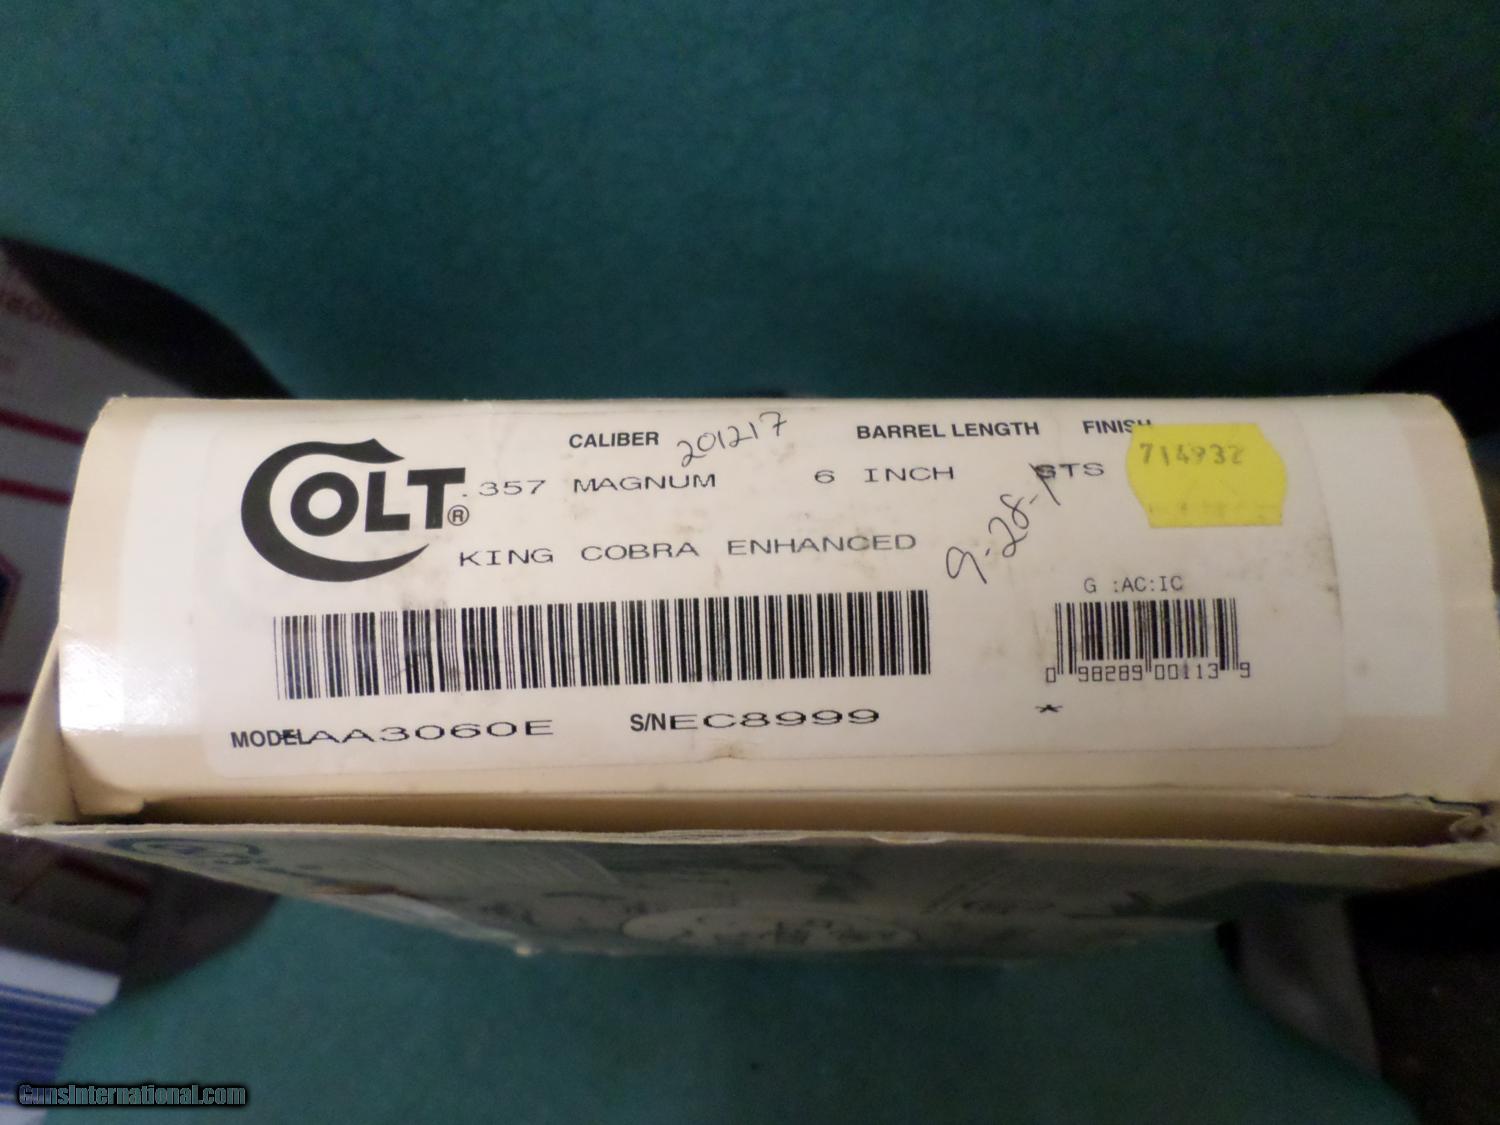 CALIBER 201217 BARREL LENGTH FINISH
COLT® .357 MAGNUM 6 INCH STS 714932
KING COBRA ENHANCED 9-28-1
G :AC:IC
0 98289 00113 9
MODEL AA3060E S/N EC8999 *
GunsInternational.com